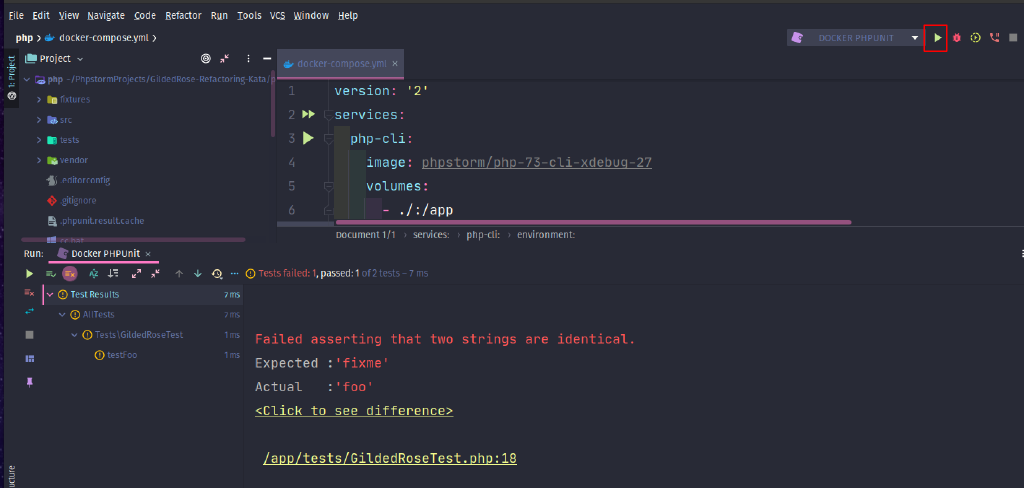 File Edit View Navigate Code Refactor Run Tools VCS Window Help
php docker-compose.yml
DOCKER PHPUNIT
1: Project
Project
docker-compose.yml ×
php ~/PhpstormProjects/GildedRose-Refactoring-Kata/
fixtures
src
tests
vendor
.editorconfig
.gitignore
.phpunit.result.cache
cc.bat
1 version: '2'
2 services:
3 php-cli:
4 image: phpstorm/php-73-cli-xdebug-27
5 volumes:
6 - ./:/app
Document 1/1 › services: › php-cli: › environment:
Run: Docker PHPUnit ×
Tests failed: 1, passed: 1 of 2 tests – 7 ms
Test Results 7 ms
AllTests 7 ms
Tests\GildedRoseTest 1 ms
testFoo 1 ms
Failed asserting that two strings are identical.
Expected :'fixme'
Actual :'foo'
<Click to see difference>
/app/tests/GildedRoseTest.php:18